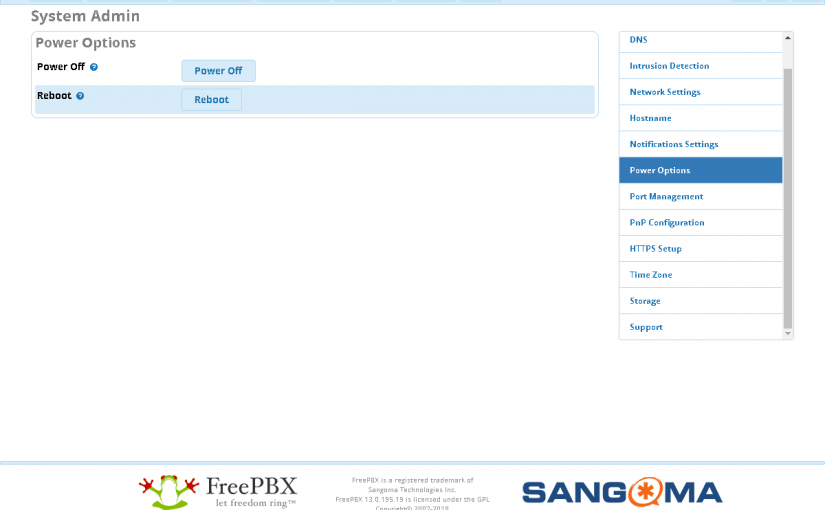 System Admin
Power Options
Power Off
Power Off
Reboot
Reboot
DNS
Intrusion Detection
Network Settings
Hostname
Notifications Settings
Power Options
Port Management
PnP Configuration
HTTPS Setup
Time Zone
Storage
Support
FreePBX
let freedom ring™
FreePBX is a registered trademark of
Sangoma Technologies Inc.
FreePBX 13.0.195.19 is licensed under the GPL
Copyright© 2007-2018
SANGOMA